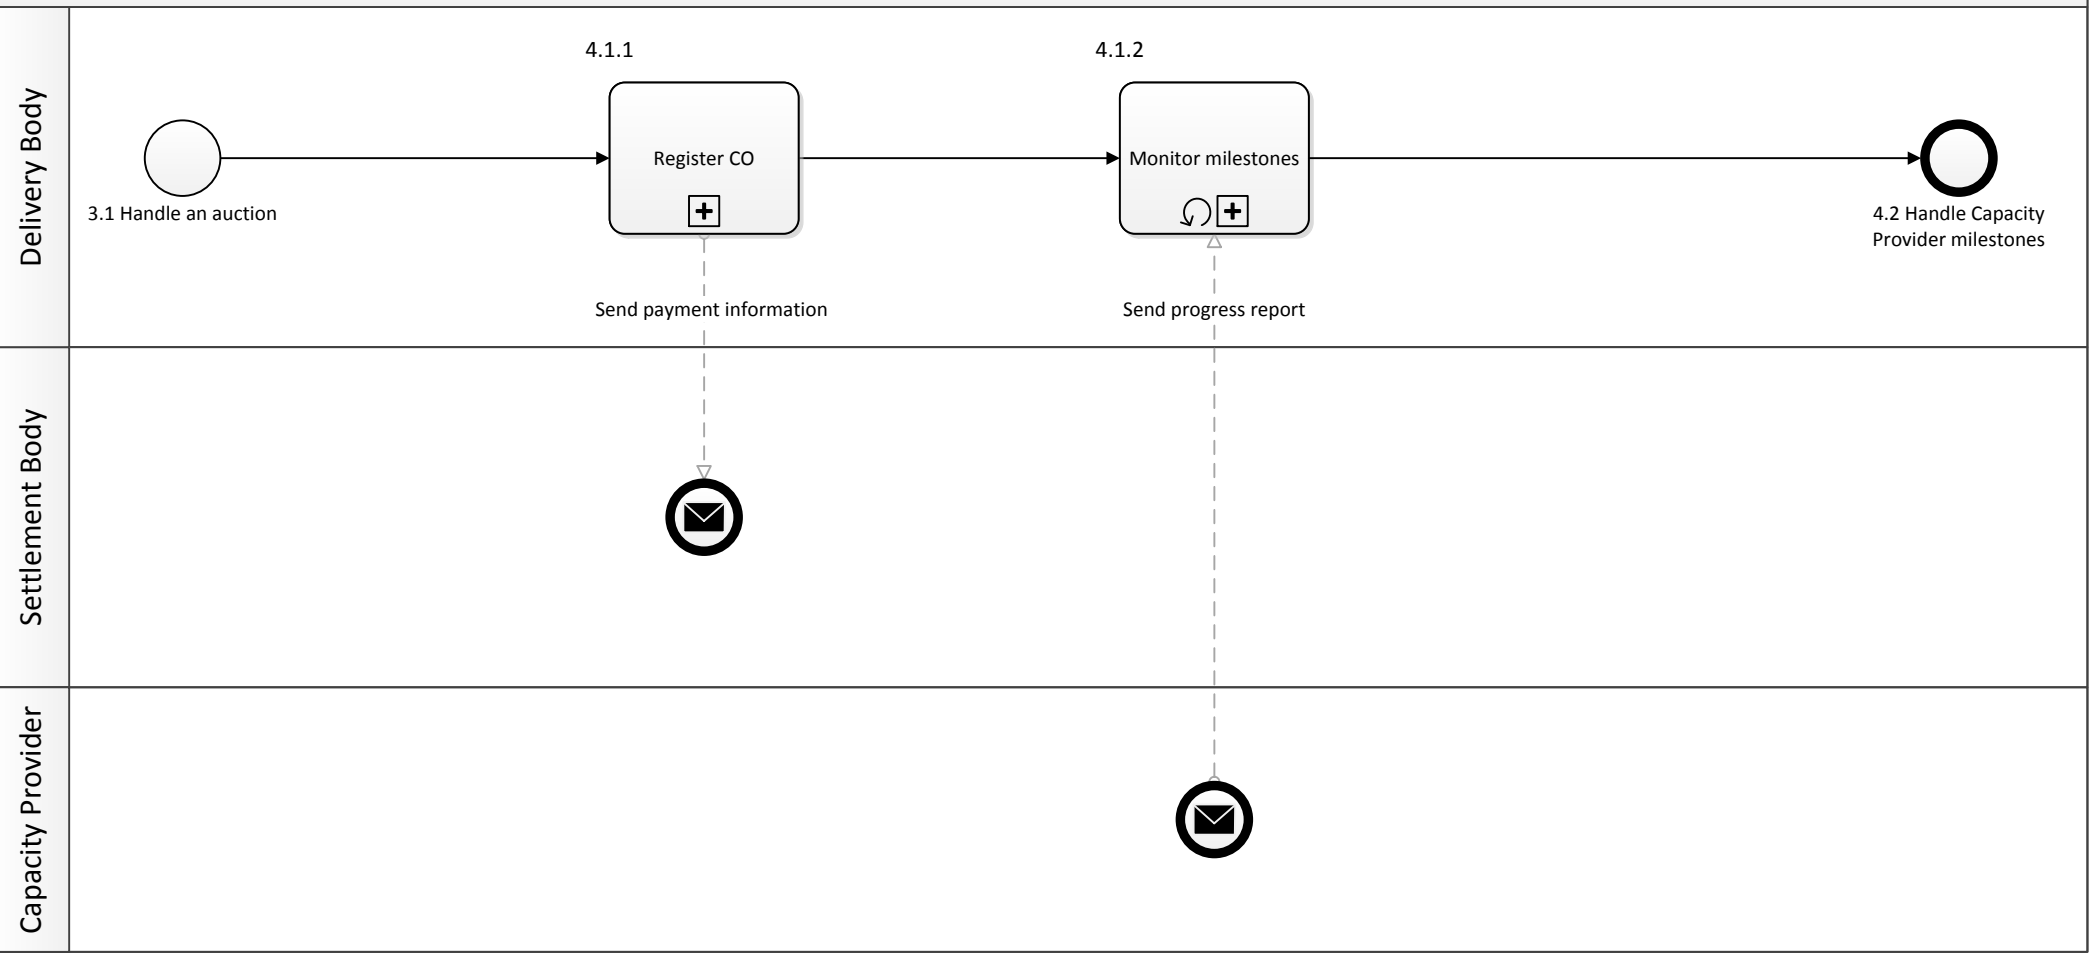 Delivery Body
4.1.1
4.1.2
Register CO
Monitor milestones
3.1 Handle an auction
4.2 Handle Capacity
Provider milestones
Send payment information
Send progress report
Settlement Body
Capacity Provider